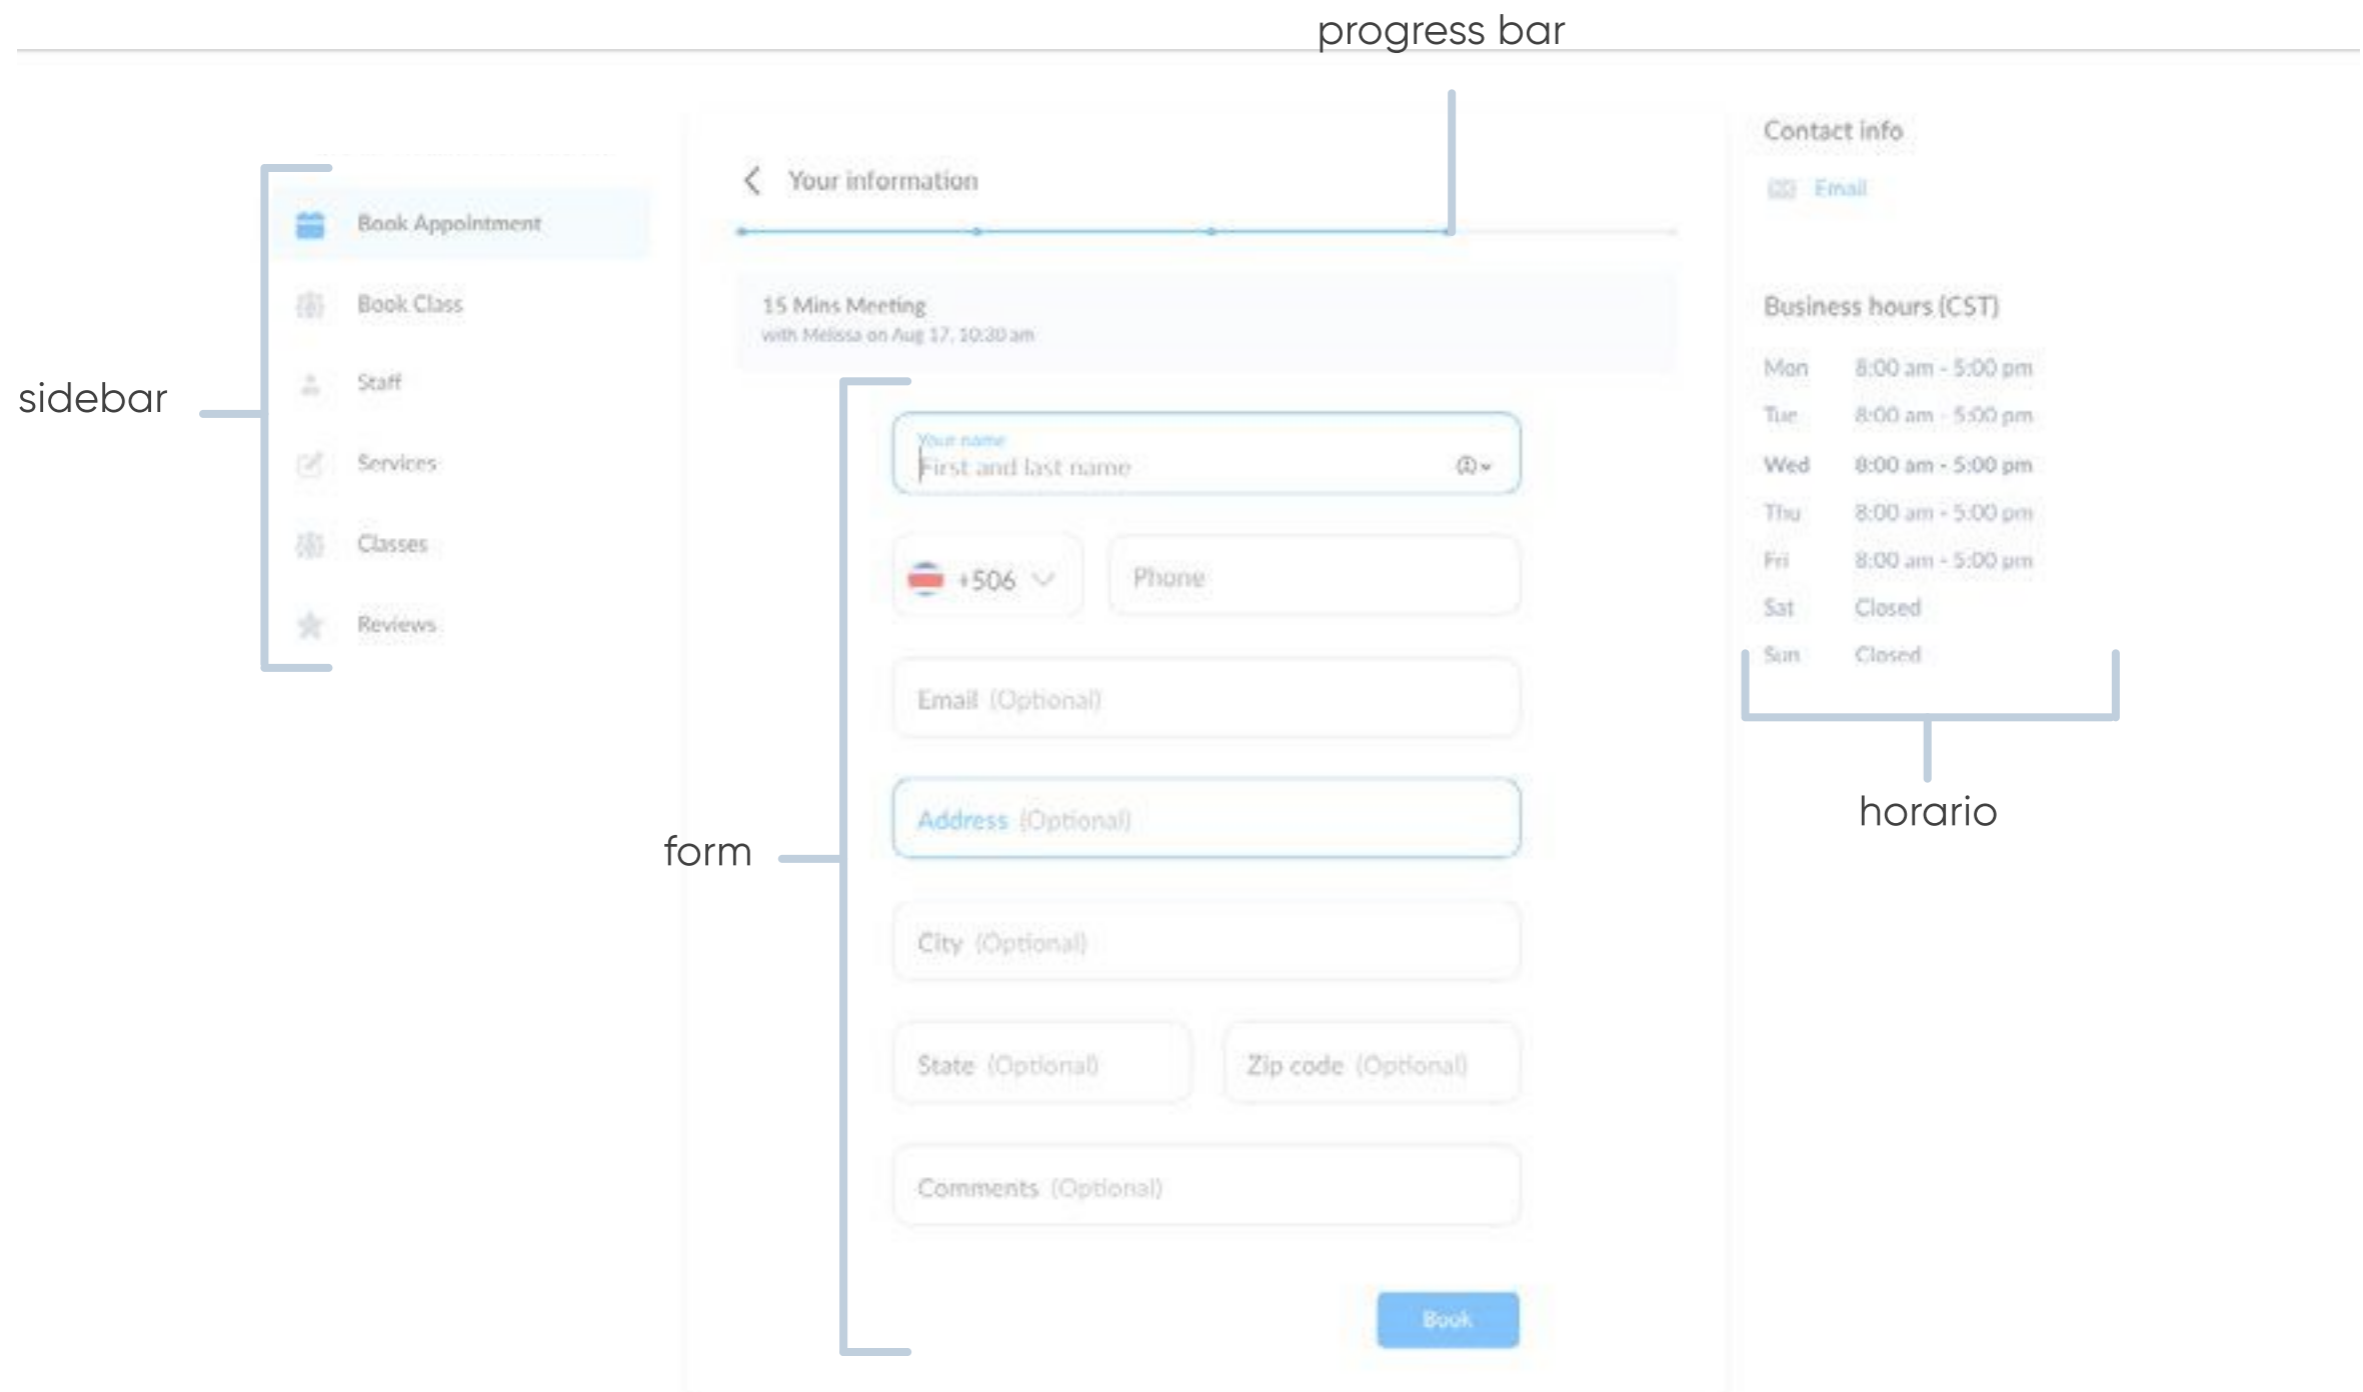 progress bar
sidebar
Book Appointment
Book Class
Staff
Services
Classes
Reviews
Your information
15 Mins Meeting
with Melissa on Aug 17, 10:30 am
form
Your name
First and last name
+506
Phone
Email (Optional)
Address (Optional)
City (Optional)
State (Optional) Zip code (Optional)
Comments (Optional)
Book
Contact info
Email
Business hours (CST)
Mon 8:00 am - 5:00 pm
Tue 8:00 am - 5:00 pm
Wed 8:00 am - 5:00 pm
Thu 8:00 am - 5:00 pm
Fri 8:00 am - 5:00 pm
Sat Closed
Sun Closed
horario